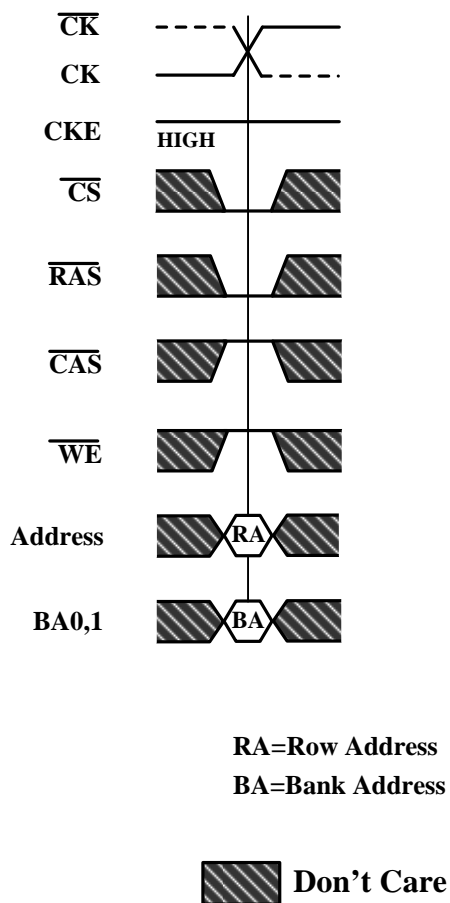 CK
CK
CKE
HIGH
CS
RAS
CAS
WE
Address
RA
BA0,1
BA
RA=Row Address
BA=Bank Address
Don't Care